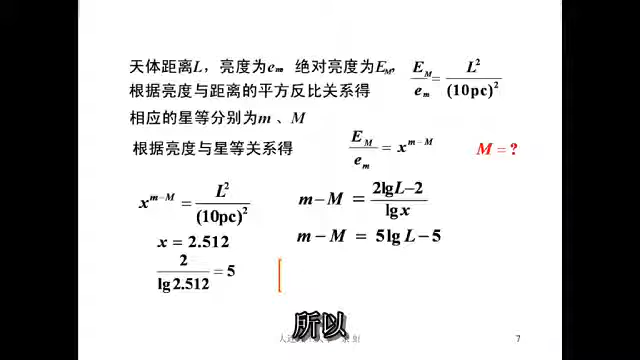 天体距离L，亮度为eₘ，绝对亮度为E_M，
根据亮度与距离的平方反比关系得
E_M/eₘ = L²/(10pc)²
相应的星等分别为m、M
根据亮度与星等关系得
E_M/eₘ = x^(m−M)
M = ?
x^(m−M) = L²/(10pc)²
m−M = (2lgL−2)/lgx
x = 2.512
m−M = 5lgL−5
2/lg2.512 = 5
所以
7